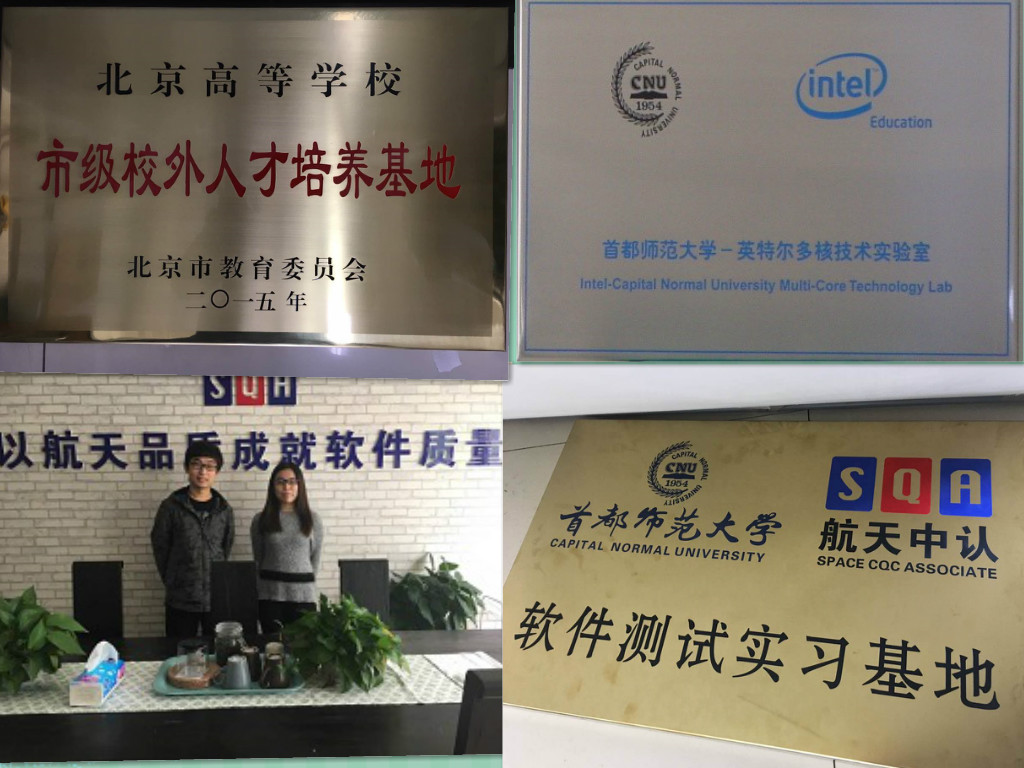 北京高等学校
市级校外人才培养基地
北京市教育委员会
二〇一五年
CAPITAL NORMAL UNIVERSITY
CNU
1954
intel
Education
首都师范大学-英特尔多核技术实验室
Intel-Capital Normal University Multi-Core Technology Lab
SQA
以航天品质成就软件质量
CAPITAL NORMAL UNIVERSITY
CNU
1954
首都师范大学
CAPITAL NORMAL UNIVERSITY
SQA
航天中认
SPACE CQC ASSOCIATE
软件测试实习基地